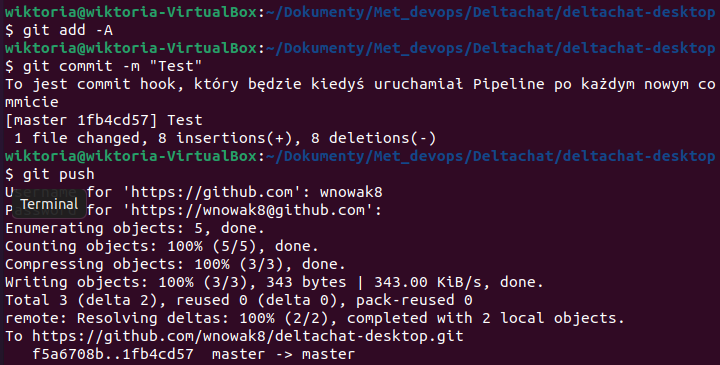 wiktoria@wiktoria-VirtualBox:~/Dokumenty/Met_devops/Deltachat/deltachat-desktop
$ git add -A
wiktoria@wiktoria-VirtualBox:~/Dokumenty/Met_devops/Deltachat/deltachat-desktop
$ git commit -m "Test"
To jest commit hook, który będzie kiedyś uruchamiał Pipeline po każdym nowym co
mmicie
[master 1fb4cd57] Test
 1 file changed, 8 insertions(+), 8 deletions(-)
wiktoria@wiktoria-VirtualBox:~/Dokumenty/Met_devops/Deltachat/deltachat-desktop
$ git push
for 'https://github.com': wnowak8
Terminal
for 'https://wnowak8@github.com':
Enumerating objects: 5, done.
Counting objects: 100% (5/5), done.
Compressing objects: 100% (3/3), done.
Writing objects: 100% (3/3), 343 bytes | 343.00 KiB/s, done.
Total 3 (delta 2), reused 0 (delta 0), pack-reused 0
remote: Resolving deltas: 100% (2/2), completed with 2 local objects.
To https://github.com/wnowak8/deltachat-desktop.git
   f5a6708b..1fb4cd57  master -> master